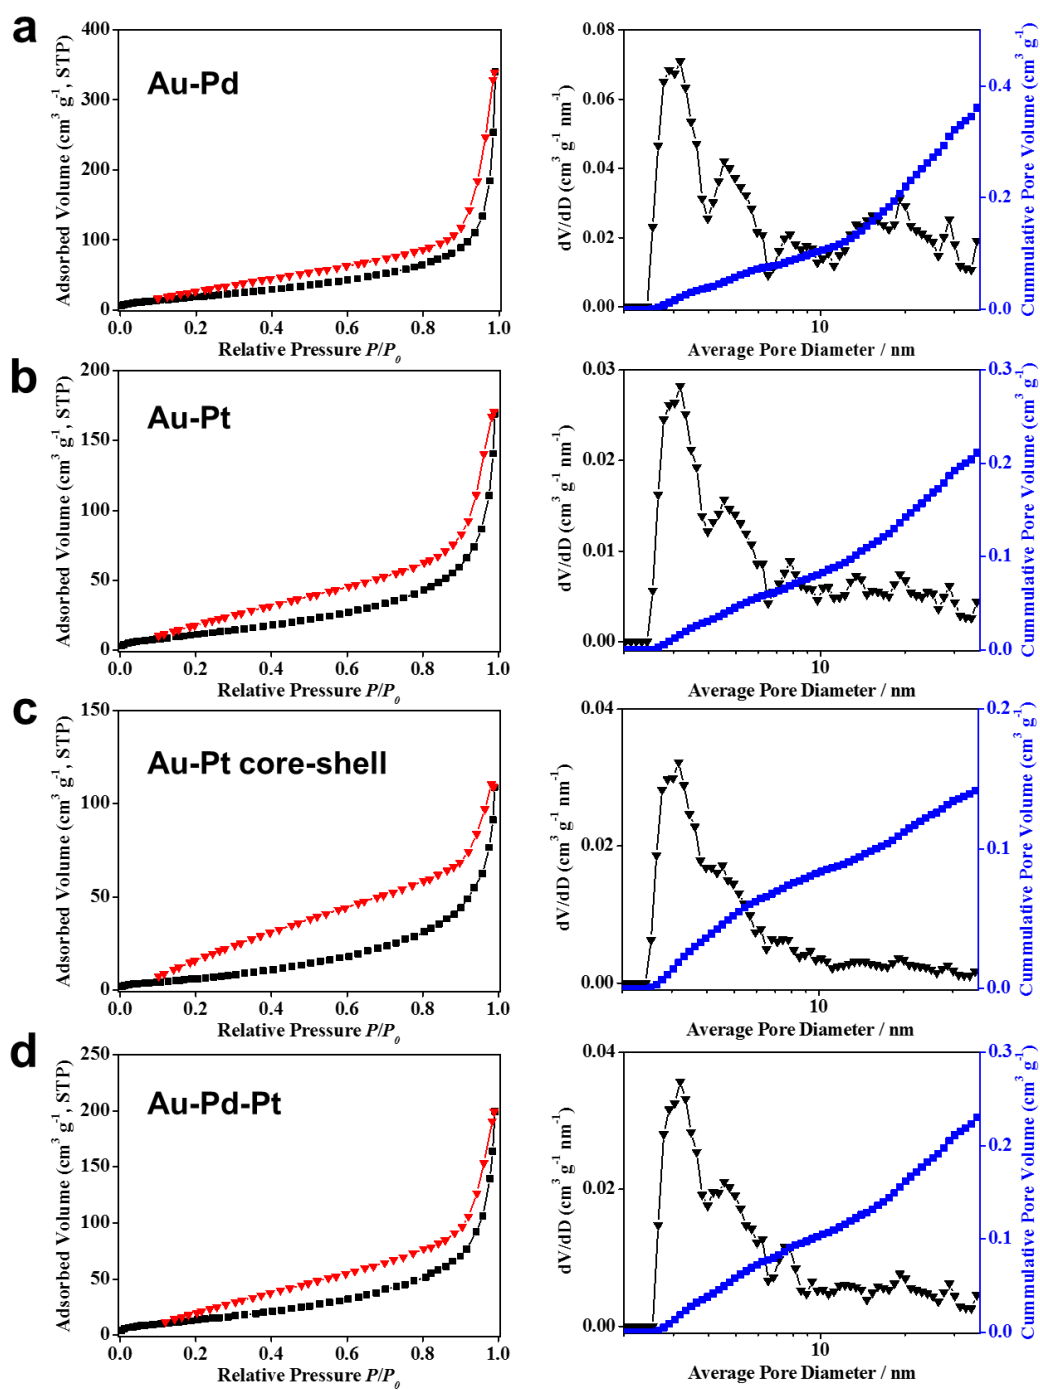 a
Au-Pd
Adsorbed Volume (cm³ g⁻¹, STP)
400
300
200
100
0
0.0 0.2 0.4 0.6 0.8 1.0
Relative Pressure P/P₀
dV/dD (cm³ g⁻¹ nm⁻¹)
0.08
0.06
0.04
0.02
0.00
10
Average Pore Diameter / nm
0.4
0.2
0.0
Cummulative Pore Volume (cm³ g⁻¹)
b
Au-Pt
Adsorbed Volume (cm³ g⁻¹, STP)
200
150
100
50
0
0.0 0.2 0.4 0.6 0.8 1.0
Relative Pressure P/P₀
dV/dD (cm³ g⁻¹ nm⁻¹)
0.03
0.02
0.01
0.00
10
Average Pore Diameter / nm
0.3
0.2
0.1
0.0
Cummulative Pore Volume (cm³ g⁻¹)
c
Au-Pt core-shell
Adsorbed Volume (cm³ g⁻¹, STP)
150
100
50
0
0.0 0.2 0.4 0.6 0.8 1.0
Relative Pressure P/P₀
dV/dD ((cm³ g⁻¹ nm⁻¹)
0.04
0.02
0.00
10
Average Pore Diameter / nm
0.2
0.1
0.0
Cummulative Pore Volume (cm³ g⁻¹)
d
Au-Pd-Pt
Adsorbed Volume (cm³ g⁻¹, STP)
250
200
150
100
50
0
0.0 0.2 0.4 0.6 0.8 1.0
Relative Pressure P/P₀
dV/dD (cm³ g⁻¹ nm⁻¹)
0.04
0.02
0.00
10
Average Pore Diameter / nm
0.3
0.2
0.1
0.0
Cummulative Pore Volume (cm³ g⁻¹)